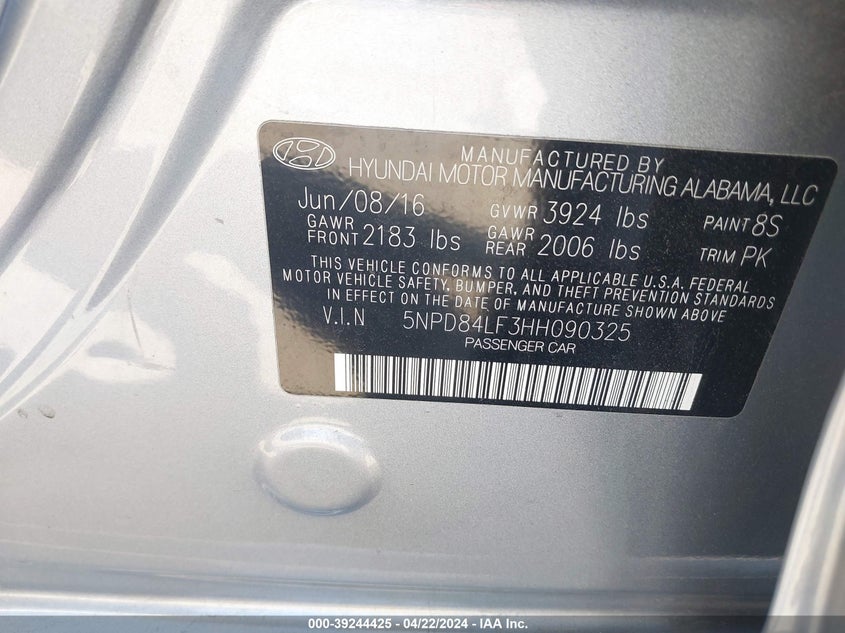 MANUFACTURED BY
HYUNDAI MOTOR MANUFACTURING ALABAMA, LLC
Jun/08/16 GVWR 3924 lbs PAINT 8S
GAWR FRONT 2183 lbs GAWR REAR 2006 lbs TRIM PK
THIS VEHICLE CONFORMS TO ALL APPLICABLE U.S.A. FEDERAL
MOTOR VEHICLE SAFETY, BUMPER, AND THEFT PREVENTION STANDARDS
IN EFFECT ON THE DATE OF MANUFACTURE SHOWN ABOVE
V.I.N 5NPD84LF3HH090325
PASSENGER CAR
000-39244425 - 04/22/2024 - IAA Inc.